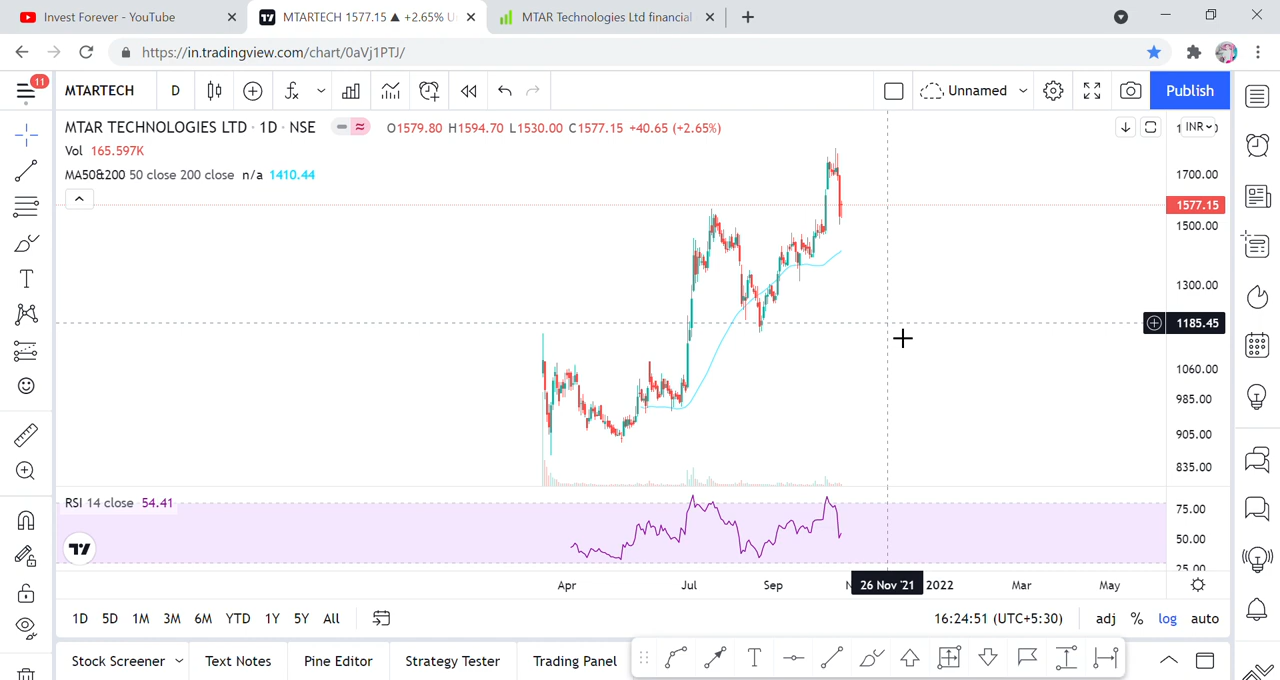 Invest Forever - YouTube
MTARTECH 1577.15 ▲ +2.65% U
MTAR Technologies Ltd financial
https://in.tradingview.com/chart/0aVj1PTJ/
11
MTARTECH
D
Unnamed
Publish
MTAR TECHNOLOGIES LTD · 1D · NSE
O1579.80 H1594.70 L1530.00 C1577.15 +40.65 (+2.65%)
INR
Vol 165.597K
MA50&200 50 close 200 close n/a 1410.44
1700.00
1577.15
1500.00
1300.00
1185.45
1060.00
985.00
905.00
835.00
RSI 14 close 54.41
75.00
50.00
25.00
Apr Jul Sep N 26 Nov '21 2022 Mar May
1D 5D 1M 3M 6M YTD 1Y 5Y All
16:24:51 (UTC+5:30)
adj % log auto
Stock Screener
Text Notes
Pine Editor
Strategy Tester
Trading Panel